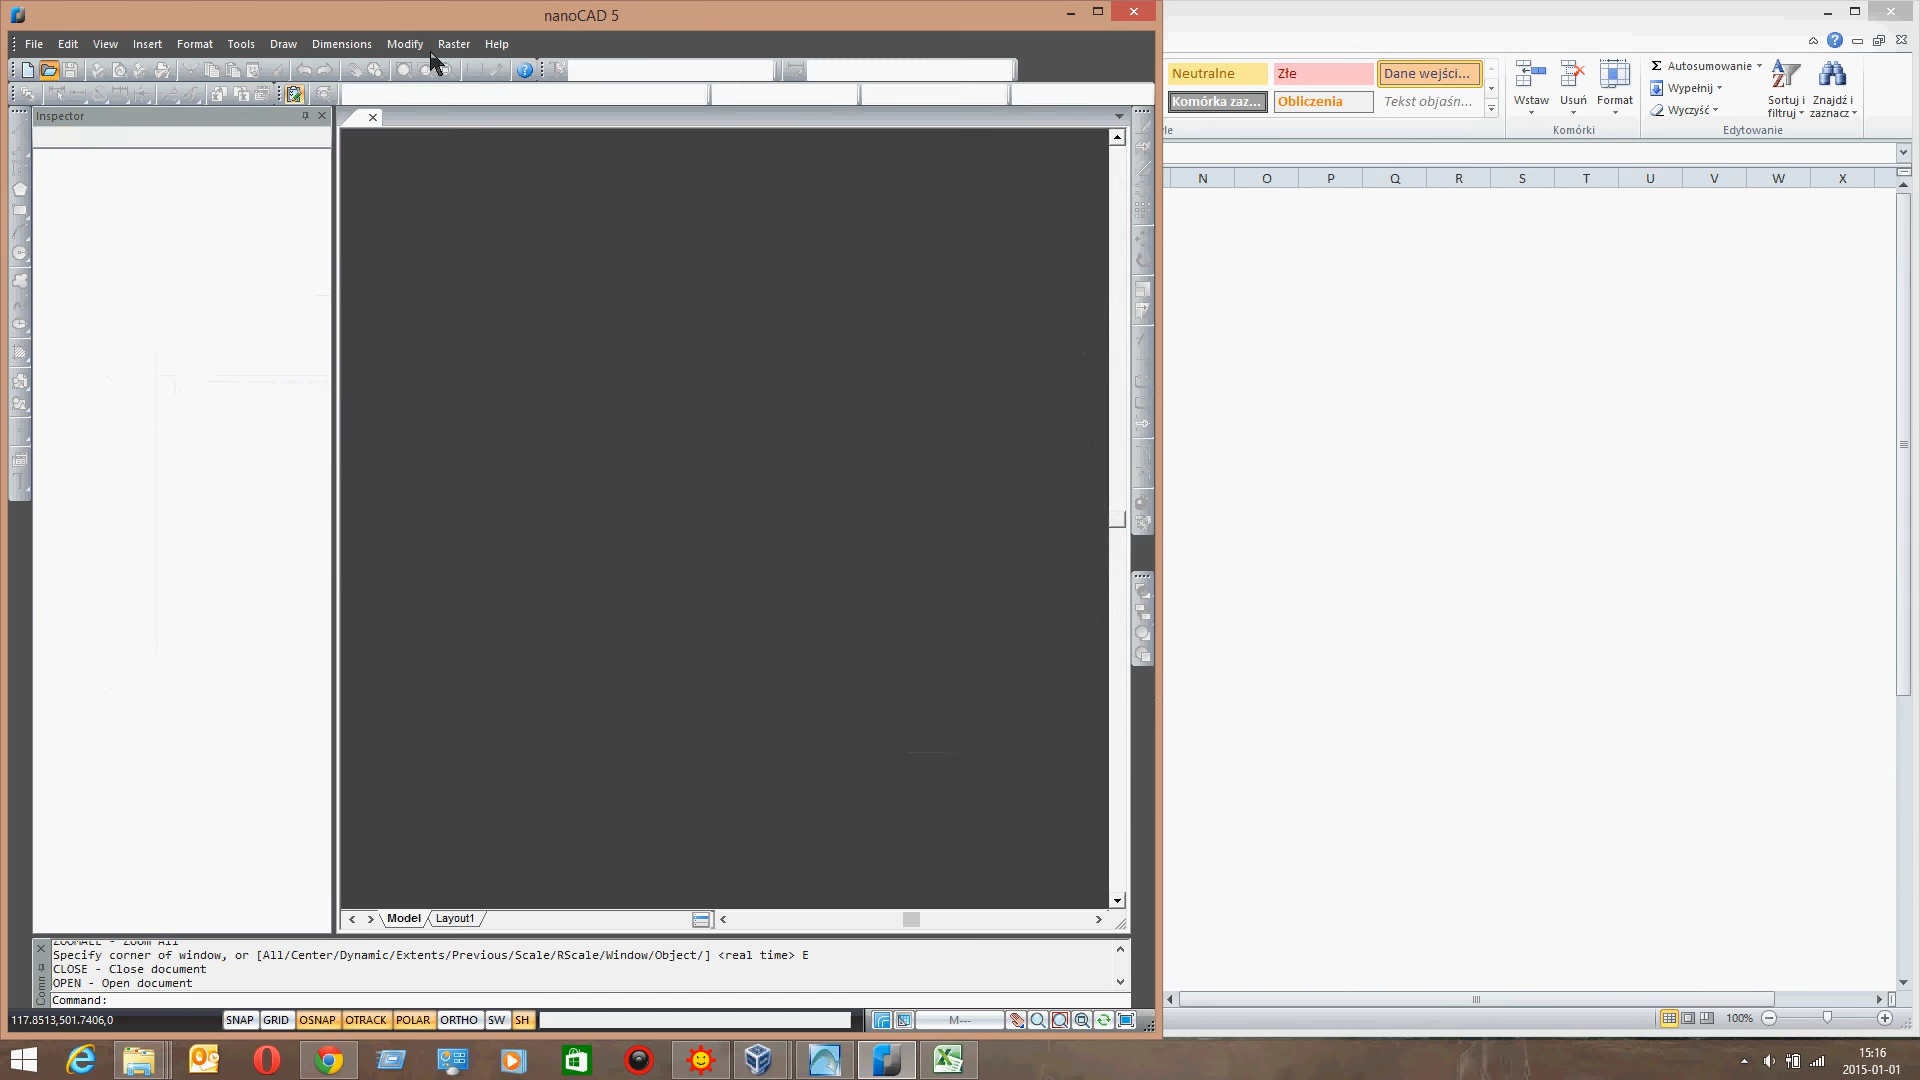 nanoCAD 5
File Edit View Insert Format Tools Draw Dimensions Modify Raster Help
Inspector
Model Layout1
Specify corner of window, or [All/Center/Dynamic/Extents/Previous/Scale/RScale/Window/Object/] <real time> E
CLOSE - Close document
OPEN - Open document
Command:
117.8513,501.7406,0 SNAP GRID OSNAP OTRACK POLAR ORTHO SW SH M---
Neutralne Złe Dane wejści...
Komórka zaz... Obliczenia Tekst objaśn...
Wstaw Usuń Format
Komórki
Σ Autosumowanie
Wypełnij
Wyczyść
Sortuj i filtruj
Znajdź i zaznacz
Edytowanie
N O P Q R S T U V W X
100%
15:16
2015-01-01